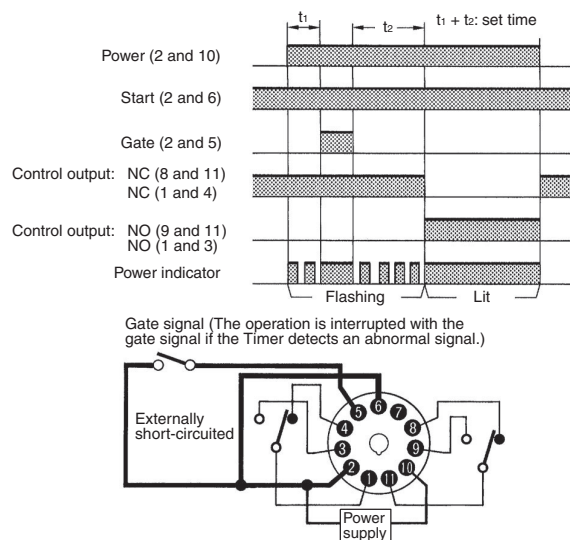 t1
t2
t1 + t2: set time
Power (2 and 10)
Start (2 and 6)
Gate (2 and 5)
Control output: NC (8 and 11)
NC (1 and 4)
Control output: NO (9 and 11)
NO (1 and 3)
Power indicator
Flashing
Lit
Gate signal (The operation is interrupted with the
gate signal if the Timer detects an abnormal signal.)
Externally
short-circuited
5
6
7
4
8
3
9
2
10
1
11
Power
supply